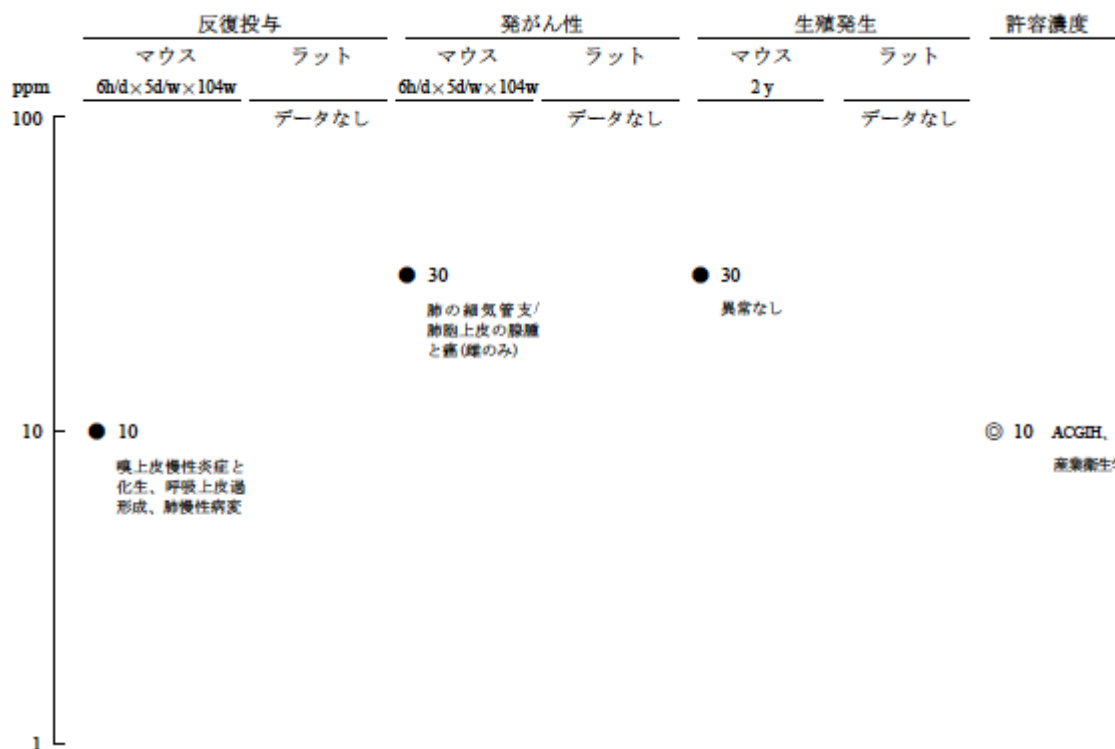 反復投与 発がん性 生殖発生 許容濃度
マウス ラット マウス ラット マウス ラット
ppm 6h/d×5d/w×104w 6h/d×5d/w×104w 2 y
100 データなし データなし データなし
● 30 ● 30
肺の細気管支/ 異常なし
肺胞上皮の腺腫
と癌(雌のみ)
10 ● 10 ◎ 10 ACGIH、
嗅上皮慢性炎症と 産業衛生
化生、呼吸上皮過
形成、肺慢性病変
1